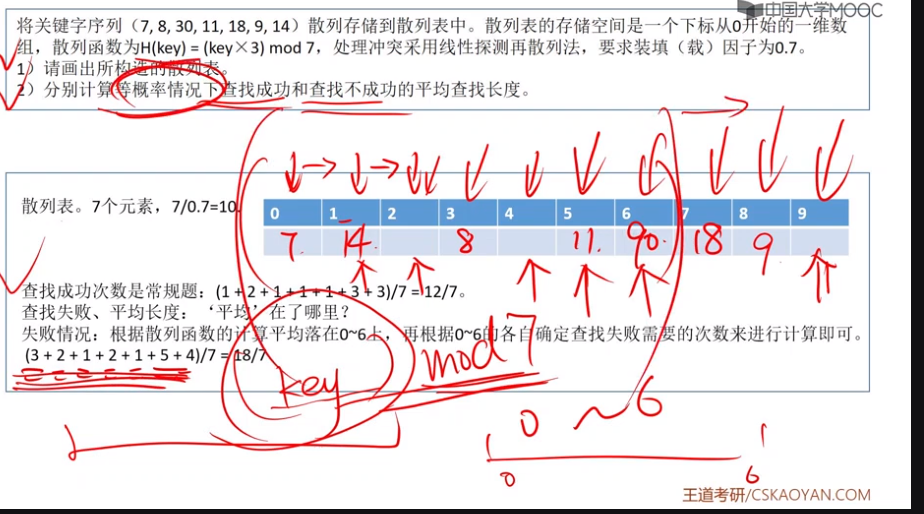 中国大学MOOC
将关键字序列（7, 8, 30, 11, 18, 9, 14）散列存储到散列表中。散列表的存储空间是一个下标从0开始的一维数
组，散列函数为H(key) = (key×3) mod 7，处理冲突采用线性探测再散列法，要求装填（载）因子为0.7。
1）请画出所构造的散列表。
2）分别计算等概率情况下查找成功和查找不成功的平均查找长度。
散列表。7个元素，7/0.7=10.
0 1 2 3 4 5 6 7 8 9
7. 14. 8 11. 90. 18 9
查找成功次数是常规题：(1 + 2 + 1 + 1 + 1 + 3 + 3)/7 = 12/7。
查找失败、平均长度：‘平均’在了哪里？
失败情况：根据散列函数的计算平均落在0~6上，再根据0~6的各自确定查找失败需要的次数来进行计算即可。
(3 + 2 + 1 + 2 + 1 + 5 + 4)/7 = 18/7
key mod 7
0 ~ 6
0 6
王道考研/CSKAOYAN.COM